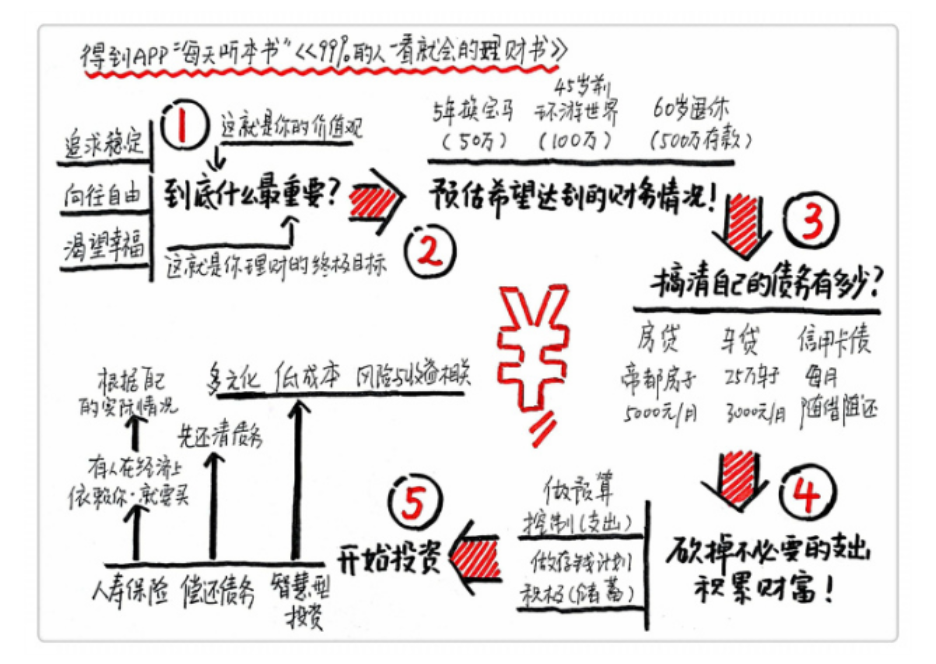 得到APP"每天听本书"<<99%的人一看就会的理财书>>
1
这就是你的价值观
追求稳定
向往自由
渴望幸福
到底什么最重要?
这就是你理财的终极目标
2
5年换宝马
(50万)
45岁前
环游世界
(100万)
60岁退休
(500万存款)
预估希望达到的财务情况!
3
搞清自己的债务有多少?
房贷
帝都房子
5000元/月
车贷
25万车子
3000元/月
信用卡债
每月
随借随还
4
砍掉不必要的支出
积累财富!
做预算
控制(支出)
做存钱计划
积极(储蓄)
5
开始投资
多元化 低成本 风险与收益相关
根据自己
的实际情况
先还清债务
有人在经济上
依赖你·就要买
人寿保险
偿还债务
智慧型
投资
¥